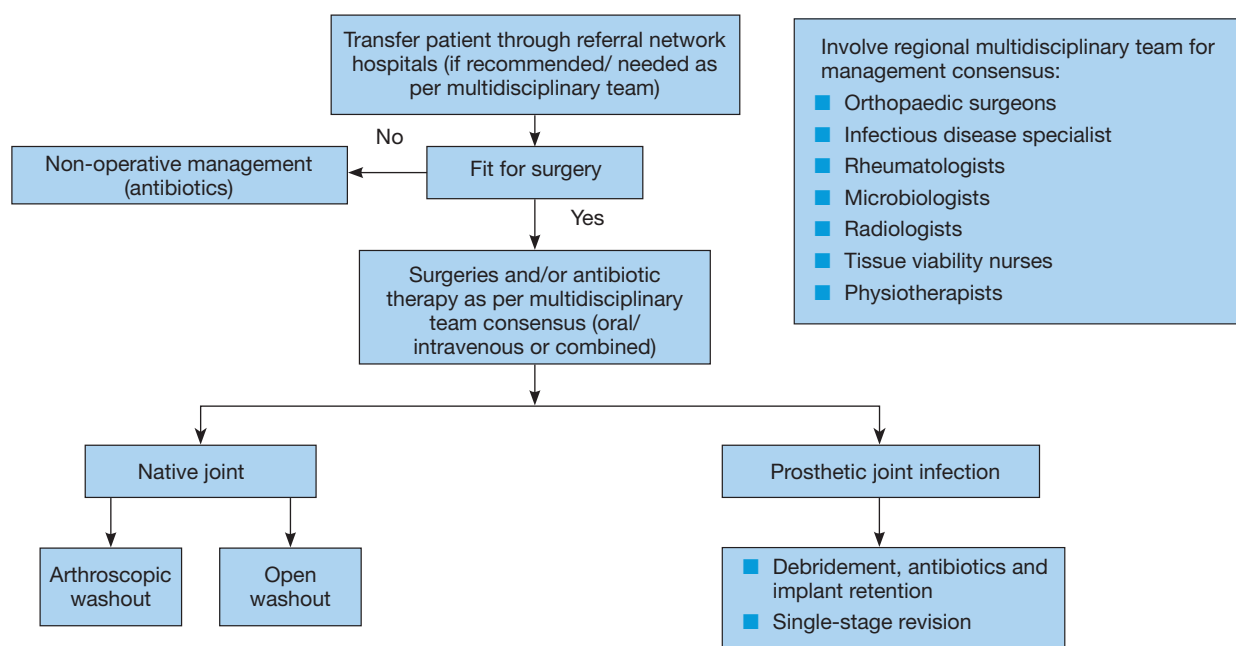 Transfer patient through referral network
hospitals (if recommended/ needed as
per multidisciplinary team)
No
Non-operative management
(antibiotics)
Fit for surgery
Yes
Surgeries and/or antibiotic
therapy as per multidisciplinary
team consensus (oral/
intravenous or combined)
Native joint
Arthroscopic
washout
Open
washout
Prosthetic joint infection
Debridement, antibiotics and
implant retention
Single-stage revision
Involve regional multidisciplinary team for
management consensus:
Orthopaedic surgeons
Infectious disease specialist
Rheumatologists
Microbiologists
Radiologists
Tissue viability nurses
Physiotherapists